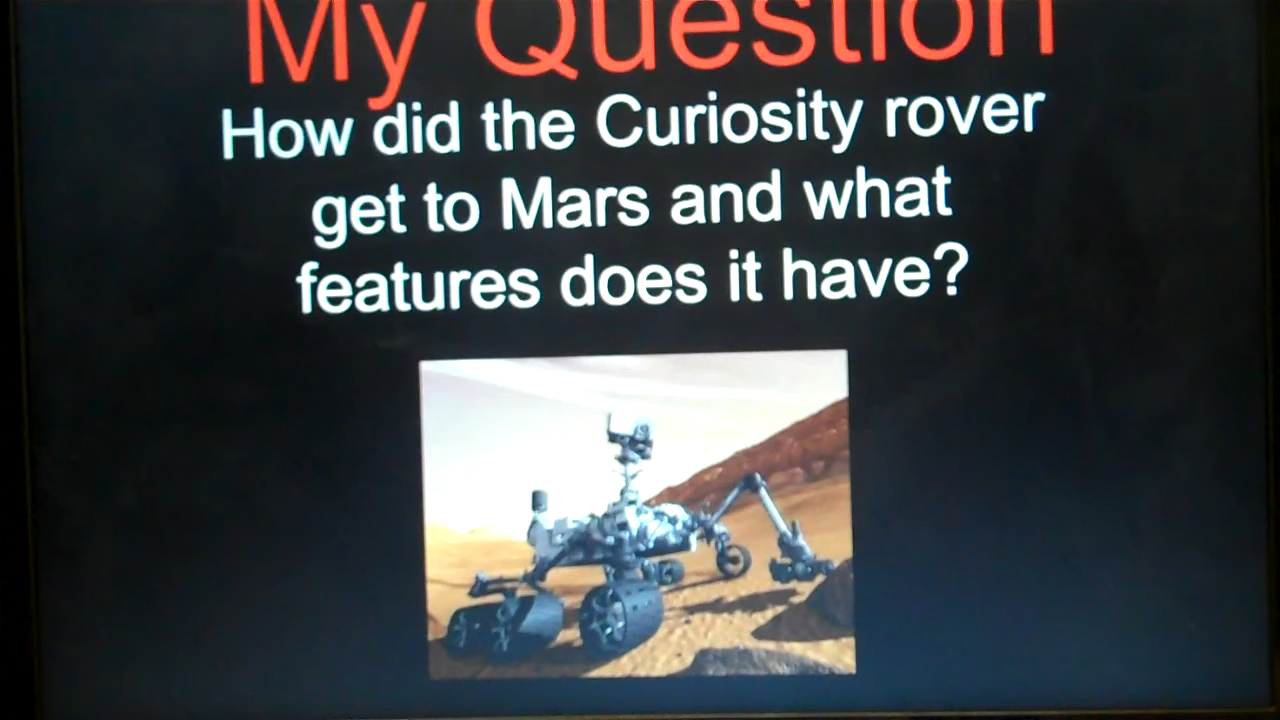 My Question
How did the Curiosity rover
get to Mars and what
features does it have?